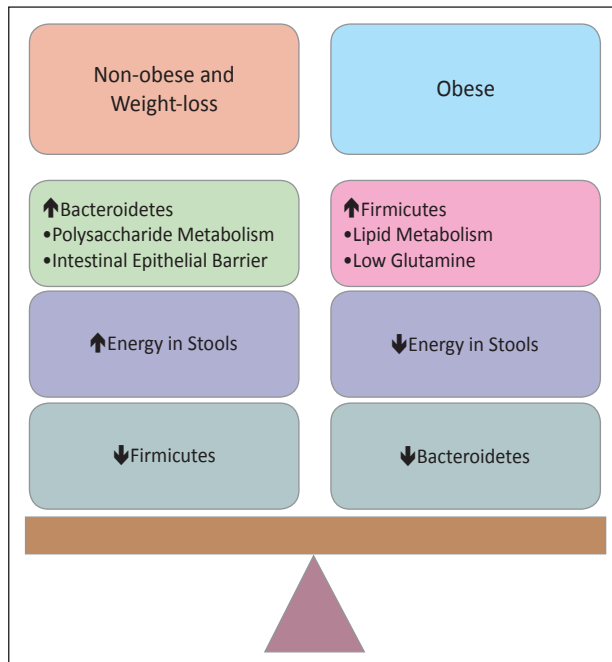 Non-obese and
Weight-loss
Obese
🡹Bacteroidetes
•Polysaccharide Metabolism
•Intestinal Epithelial Barrier
🡹Firmicutes
•Lipid Metabolism
•Low Glutamine
🡹Energy in Stools
🡻Energy in Stools
🡻Firmicutes
🡻Bacteroidetes